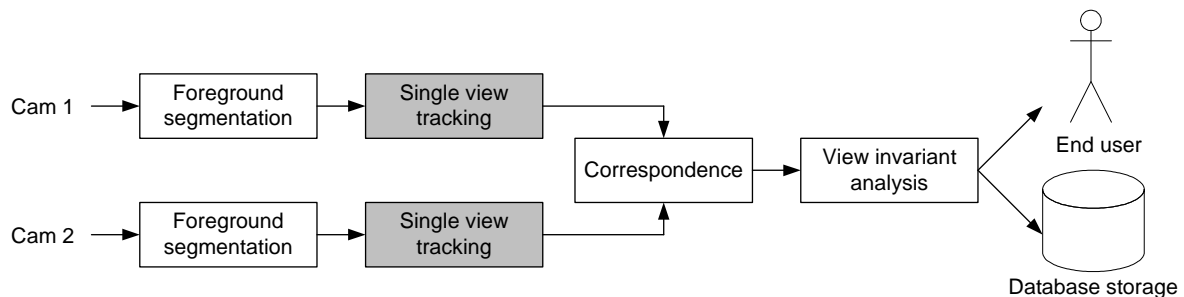 Cam 1
Foreground
segmentation
Single view
tracking
Correspondence
View invariant
analysis
End user
Cam 2
Foreground
segmentation
Single view
tracking
Database storage